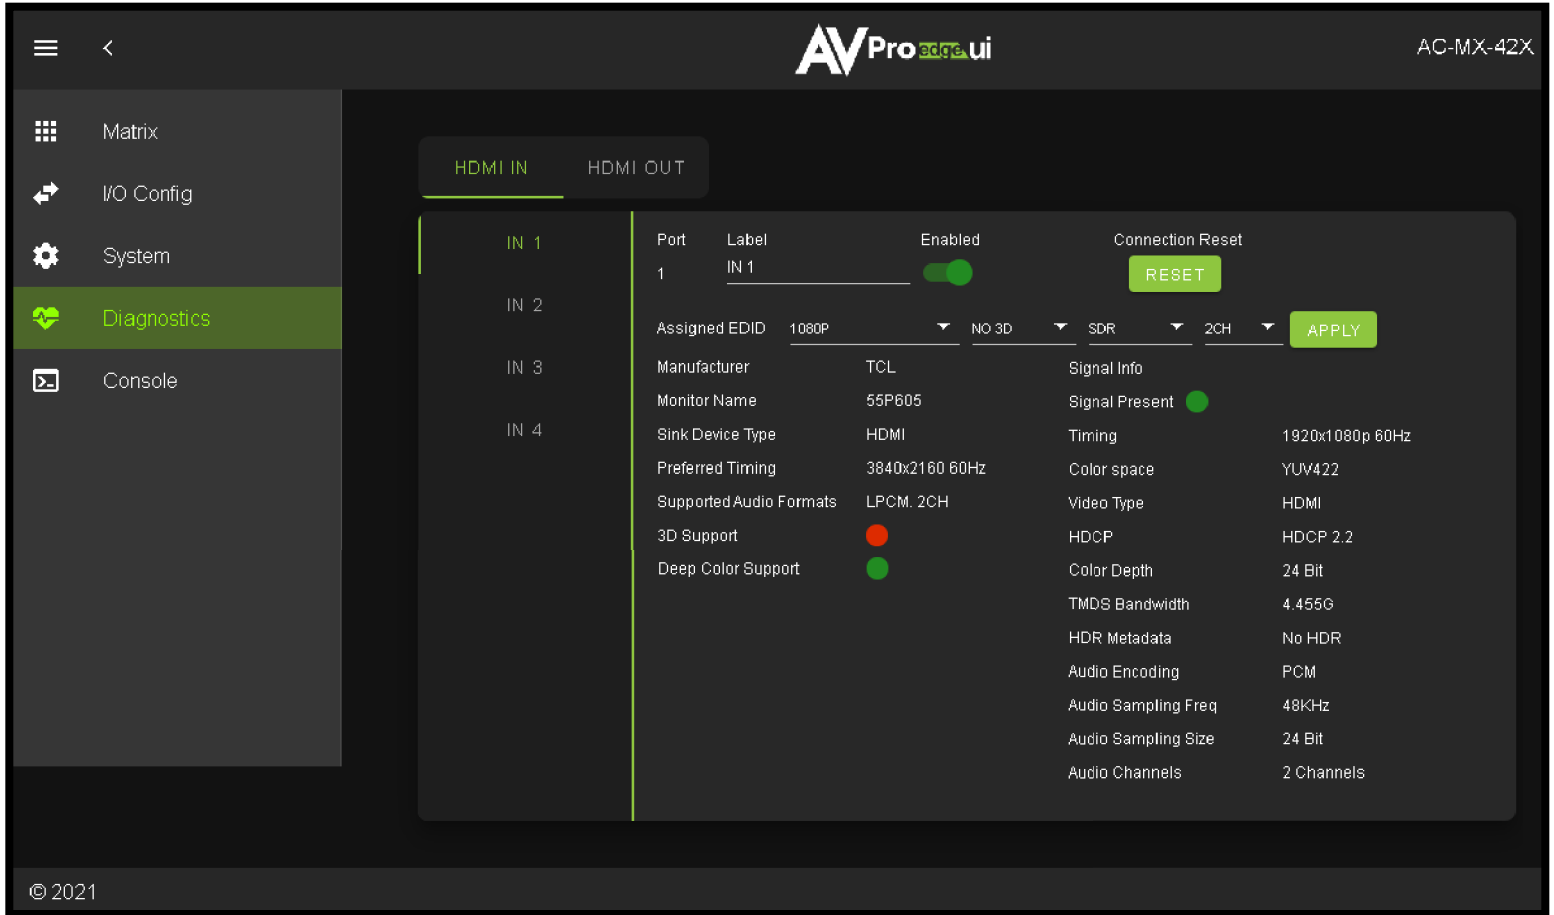 AVPro edge.ui
AC-MX-42X
Matrix
I/O Config
System
Diagnostics
Console
HDMI IN HDMI OUT
IN 1
IN 2
IN 3
IN 4
Port Label Enabled Connection Reset
1 IN 1 RESET
Assigned EDID 1080P NO 3D SDR 2CH APPLY
Manufacturer TCL
Monitor Name 55P605
Sink Device Type HDMI
Preferred Timing 3840x2160 60Hz
Supported Audio Formats LPCM. 2CH
3D Support
Deep Color Support
Signal Info
Signal Present
Timing 1920x1080p 60Hz
Color space YUV422
Video Type HDMI
HDCP HDCP 2.2
Color Depth 24 Bit
TMDS Bandwidth 4.455G
HDR Metadata No HDR
Audio Encoding PCM
Audio Sampling Freq 48KHz
Audio Sampling Size 24 Bit
Audio Channels 2 Channels
© 2021